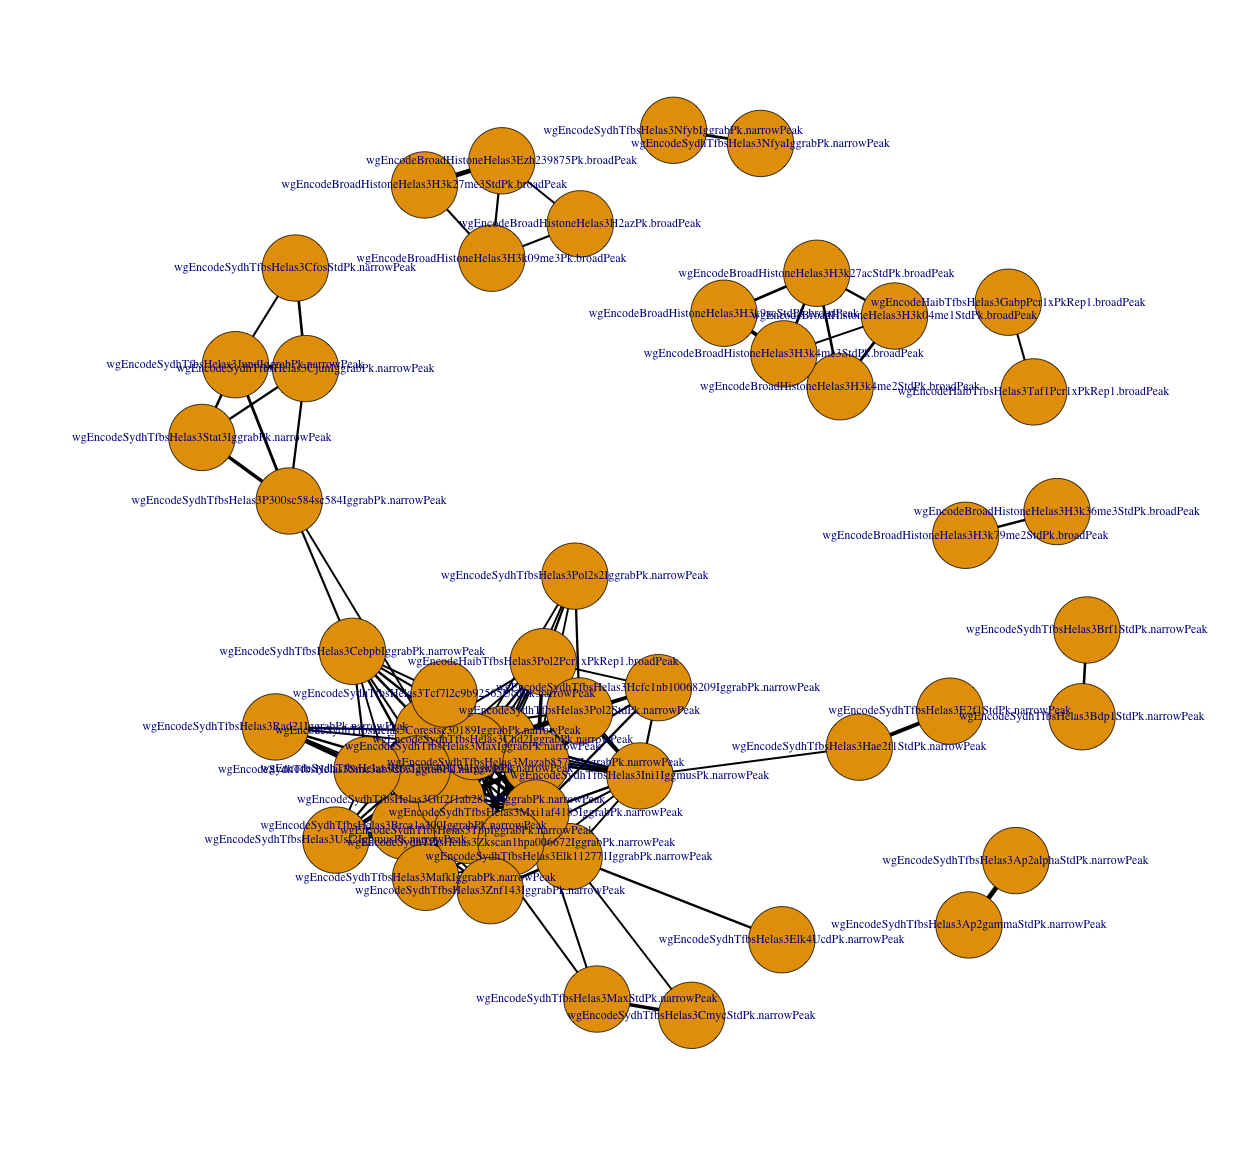 wgEncodeSydhTfbsHelas3NfybIggrabPk.narrowPeak
wgEncodeSydhTfbsHelas3NfyaIggrabPk.narrowPeak
wgEncodeBroadHistoneHelas3Ezh239875Pk.broadPeak
wgEncodeBroadHistoneHelas3H3k27me3StdPk.broadPeak
wgEncodeBroadHistoneHelas3H2azPk.broadPeak
wgEncodeBroadHistoneHelas3H3k09me3Pk.broadPeak
wgEncodeSydhTfbsHelas3CfosStdPk.narrowPeak
wgEncodeBroadHistoneHelas3H3k27acStdPk.broadPeak
wgEncodeHaibTfbsHelas3GabpPcr1xPkRep1.broadPeak
wgEncodeBroadHistoneHelas3H3k04me1StdPk.broadPeak
wgEncodeBroadHistoneHelas3H3k4me3StdPk.broadPeak
wgEncodeSydhTfbsHelas3JundIggrabPk.narrowPeak
wgEncodeSydhTfbsHelas3CjunIggrabPk.narrowPeak
wgEncodeBroadHistoneHelas3H3k4me2StdPk.broadPeak
wgEncodeHaibTfbsHelas3Taf1Pcr1xPkRep1.broadPeak
wgEncodeSydhTfbsHelas3Stat3IggrabPk.narrowPeak
wgEncodeSydhTfbsHelas3P300sc584sc584IggrabPk.narrowPeak
wgEncodeBroadHistoneHelas3H3k36me3StdPk.broadPeak
wgEncodeBroadHistoneHelas3H3k79me2StdPk.broadPeak
wgEncodeSydhTfbsHelas3Pol2s2IggrabPk.narrowPeak
wgEncodeSydhTfbsHelas3Brf1StdPk.narrowPeak
wgEncodeSydhTfbsHelas3CebpbIggrabPk.narrowPeak
wgEncodeHaibTfbsHelas3Pol2Pcr1xPkRep1.broadPeak
wgEncodeSydhTfbsHelas3Hcfc1nb10068209IggrabPk.narrowPeak
wgEncodeSydhTfbsHelas3Pol2StdPk.narrowPeak
wgEncodeSydhTfbsHelas3E2f1StdPk.narrowPeak
wgEncodeSydhTfbsHelas3Bdp1StdPk.narrowPeak
wgEncodeSydhTfbsHelas3Rad21IggrabPk.narrowPeak
wgEncodeSydhTfbsHelas3Corestsc30189IggrabPk.narrowPeak
wgEncodeSydhTfbsHelas3Chd2IggrabPk.narrowPeak
wgEncodeSydhTfbsHelas3MaxIggrabPk.narrowPeak
wgEncodeSydhTfbsHelas3Hae2f1StdPk.narrowPeak
wgEncodeSydhTfbsHelas3Ini1IggmusPk.narrowPeak
wgEncodeSydhTfbsHelas3Mxi1af4185IggrabPk.narrowPeak
wgEncodeSydhTfbsHelas3Brca1a300IggrabPk.narrowPeak
wgEncodeSydhTfbsHelas3TbpIggrabPk.narrowPeak
wgEncodeSydhTfbsHelas3Usf2IggmusPk.narrowPeak
wgEncodeSydhTfbsHelas3Zkscan1hpa006672IggrabPk.narrowPeak
wgEncodeSydhTfbsHelas3Elk112771IggrabPk.narrowPeak
wgEncodeSydhTfbsHelas3Ap2alphaStdPk.narrowPeak
wgEncodeSydhTfbsHelas3MafkIggrabPk.narrowPeak
wgEncodeSydhTfbsHelas3Znf143IggrabPk.narrowPeak
wgEncodeSydhTfbsHelas3Ap2gammaStdPk.narrowPeak
wgEncodeSydhTfbsHelas3Elk4UcdPk.narrowPeak
wgEncodeSydhTfbsHelas3MaxStdPk.narrowPeak
wgEncodeSydhTfbsHelas3CmycStdPk.narrowPeak